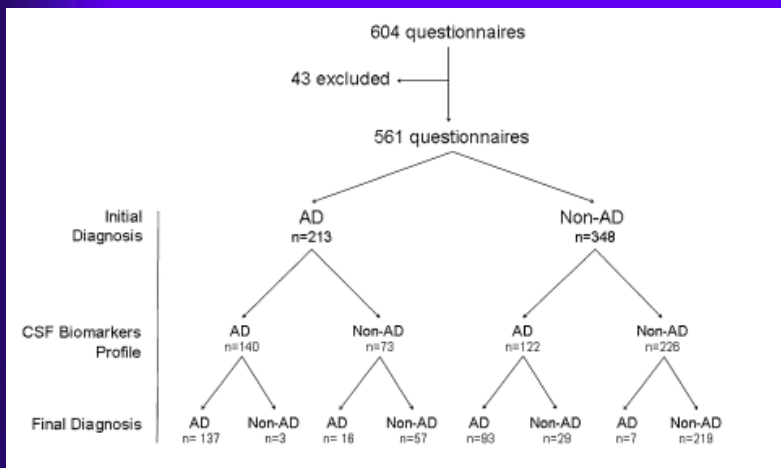 604 questionnaires
43 excluded
561 questionnaires
Initial
Diagnosis
AD
n=213
Non-AD
n=348
CSF Biomarkers
Profile
AD
n=140
Non-AD
n=73
AD
n=122
Non-AD
n=226
Final Diagnosis
AD
n= 137
Non-AD
n=3
AD
n= 16
Non-AD
n=57
AD
n=93
Non-AD
n=29
AD
n=7
Non-AD
n=219